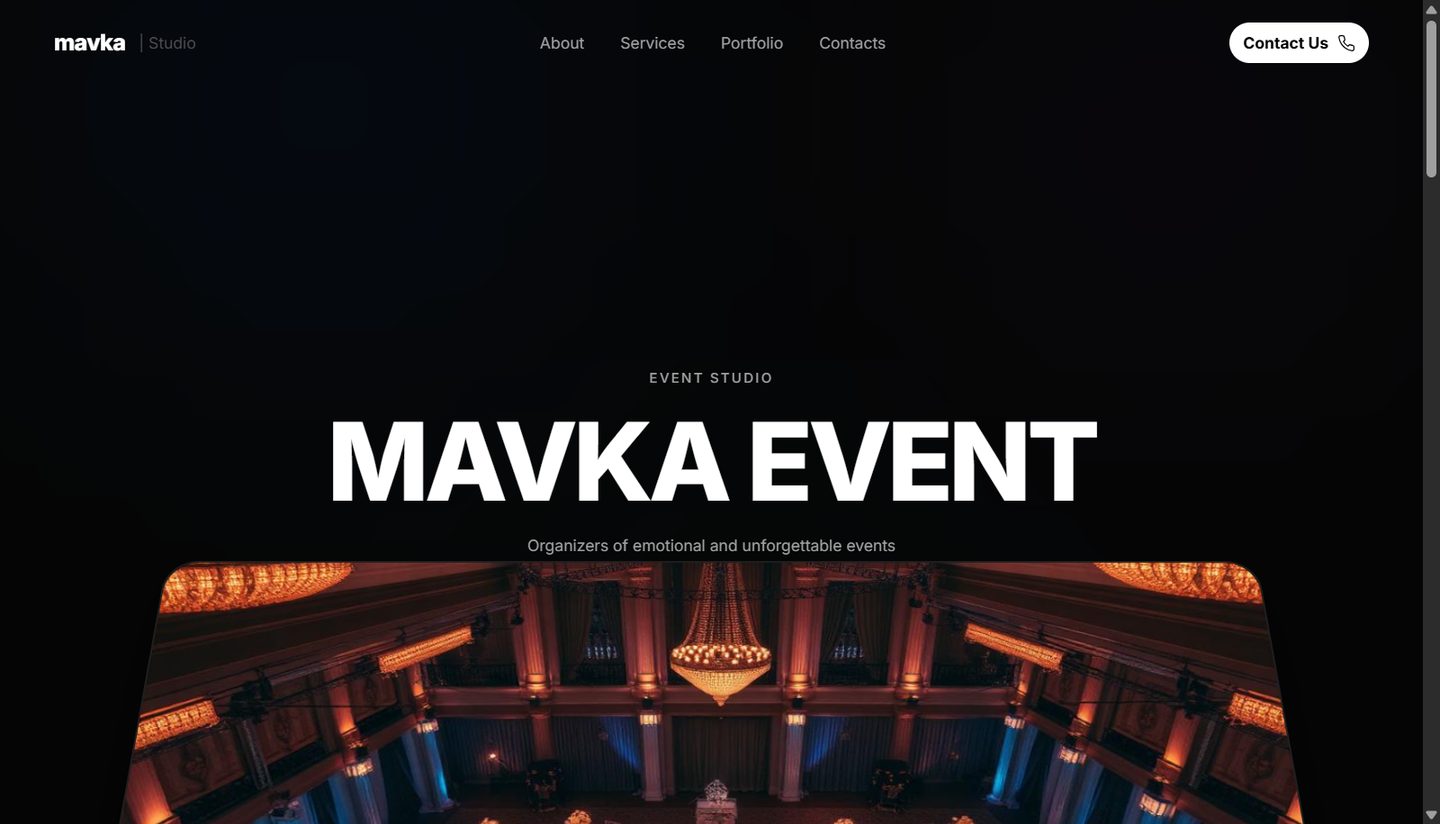 mavka | Studio
About Services Portfolio Contacts
Contact Us
EVENT STUDIO
MAVKA EVENT
Organizers of emotional and unforgettable events